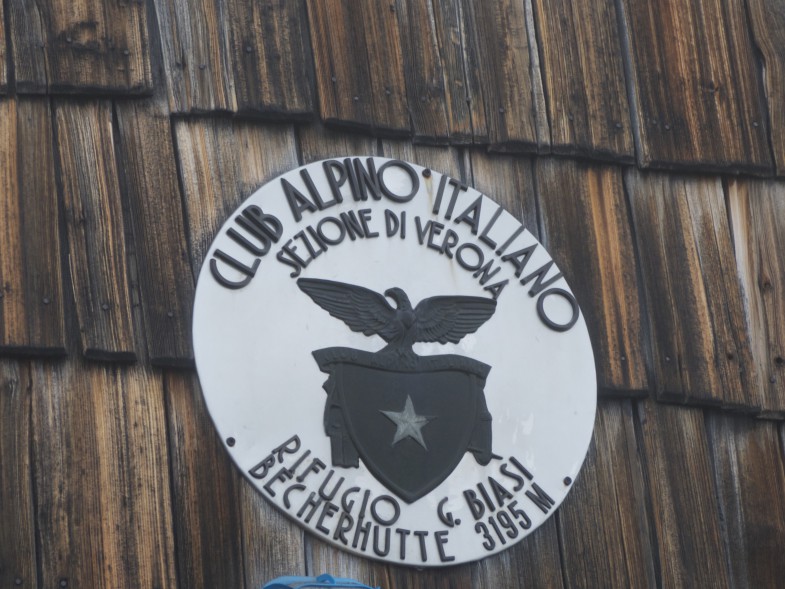 CLUB ALPINO ITALIANO
SEZIONE DI VERONA
RIFUGIO G. BIASI
BECHERHUTTE 3195 M